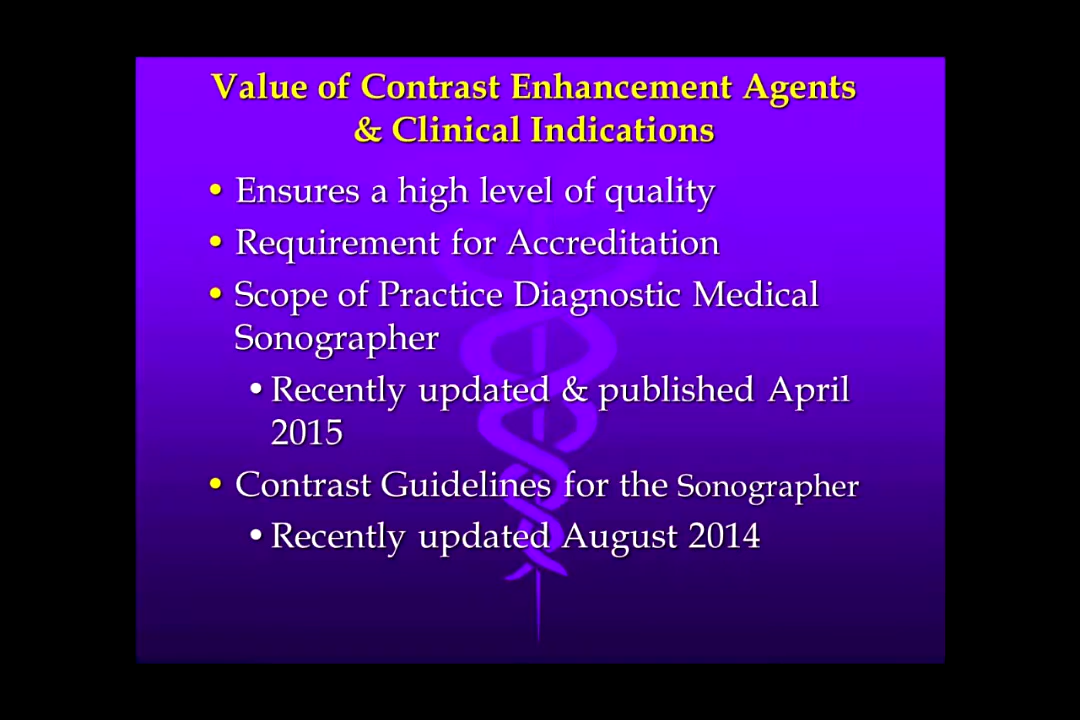 Value of Contrast Enhancement Agents
& Clinical Indications
• Ensures a high level of quality
• Requirement for Accreditation
• Scope of Practice Diagnostic Medical
Sonographer
• Recently updated & published April
2015
• Contrast Guidelines for the Sonographer
• Recently updated August 2014